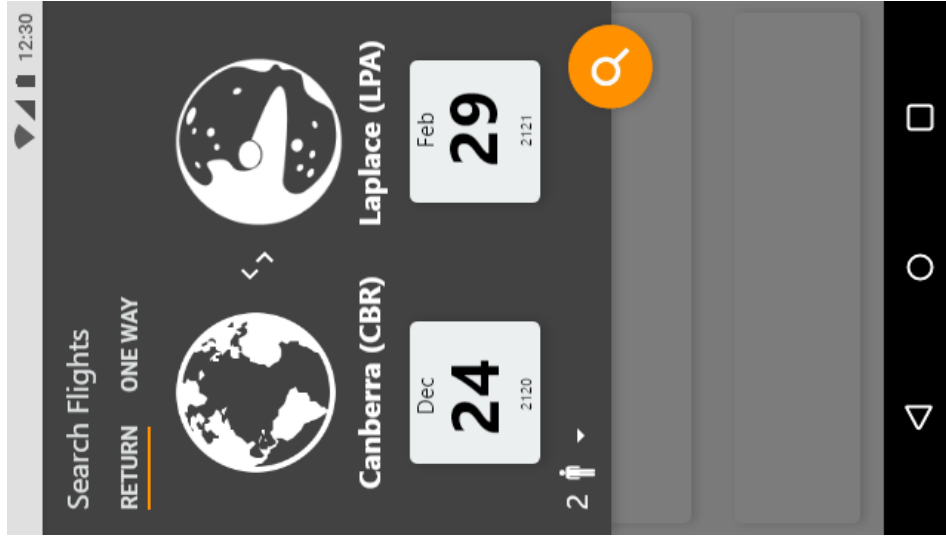 12:30
Search Flights
RETURN ONE WAY
Canberra (CBR) Laplace (LPA)
Dec Feb
24 29
2120 2121
2